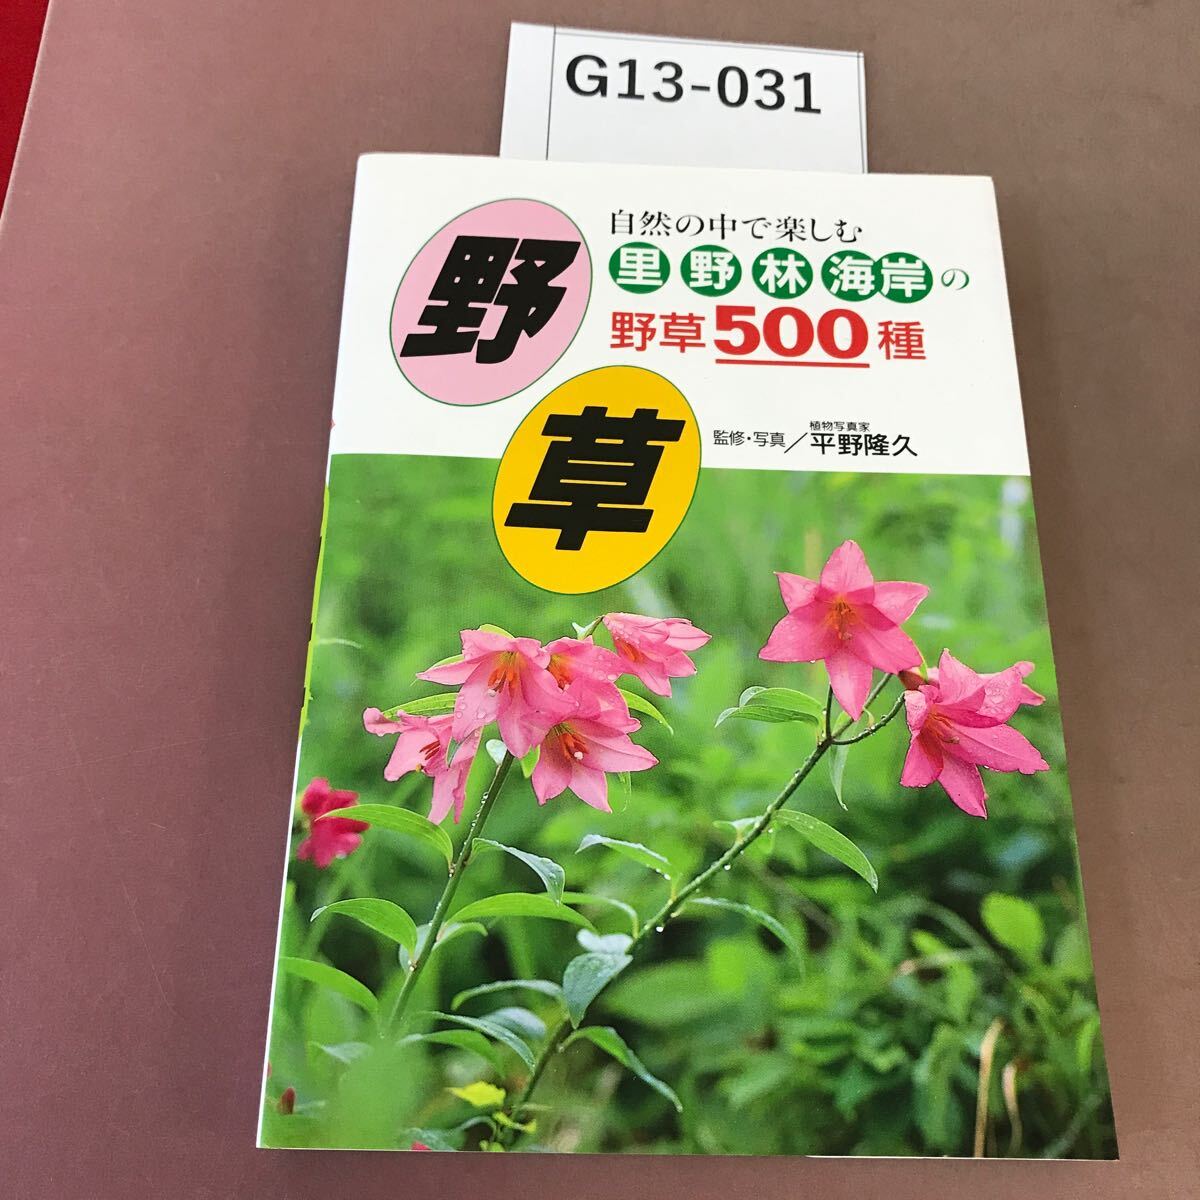 G13-031
野草
自然の中で楽しむ
里野林海岸の
野草500種
植物写真家
監修・写真／平野隆久